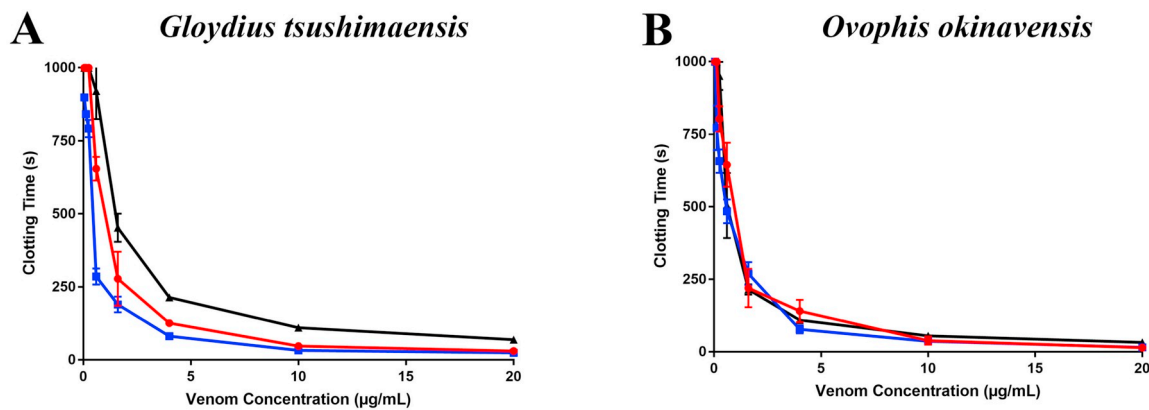 A
Gloydius tsushimaensis
1000
750
500
250
0
Clotting Time (s)
0
5
10
15
20
Venom Concentration (µg/mL)
B
Ovophis okinavensis
1000
750
500
250
0
Clotting Time (s)
0
5
10
15
20
Venom Concentration (µg/mL)